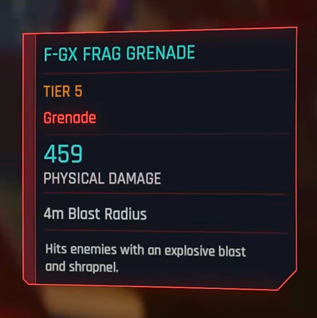 F-GX FRAG GRENADE
TIER 5
Grenade
459
PHYSICAL DAMAGE
4m Blast Radius
Hits enemies with an explosive blast
and shrapnel.